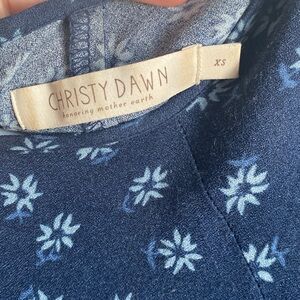 CHRISTY DAWN
honoring mother earth
XS